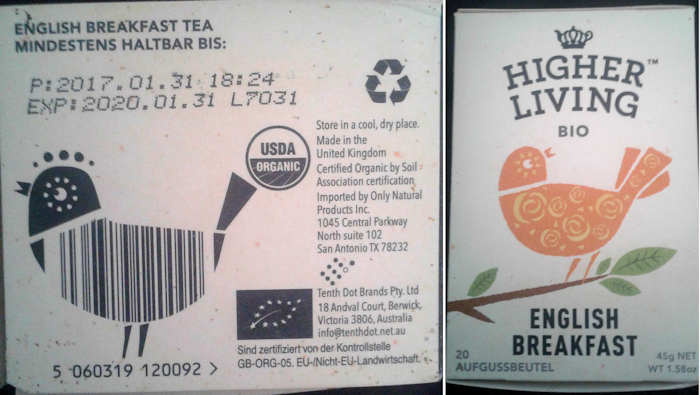 ENGLISH BREAKFAST TEA
MINDESTENS HALTBAR BIS:
P:2017.01.31 18:24
EXP:2020.01.31 L7031
USDA
ORGANIC
Store in a cool, dry place.
Made in the
United Kingdom
Certified Organic by Soil
Association certification
Imported by Only Natural
Products Inc.
1045 Central Parkway
North suite 102
San Antonio TX 78232
Tenth Dot Brands Pty. Ltd
18 Andval Court, Berwick,
Victoria 3806, Australia
info@tenthdot.net.au
Sind zertifiziert von der Kontrollstelle
GB-ORG-05. EU-/Nicht-EU-Landwirtschaft.
5 060319 120092 >
HIGHER™
LIVING
BIO
ENGLISH
BREAKFAST
20
AUFGUSSBEUTEL
45g NET
WT 1.58oz